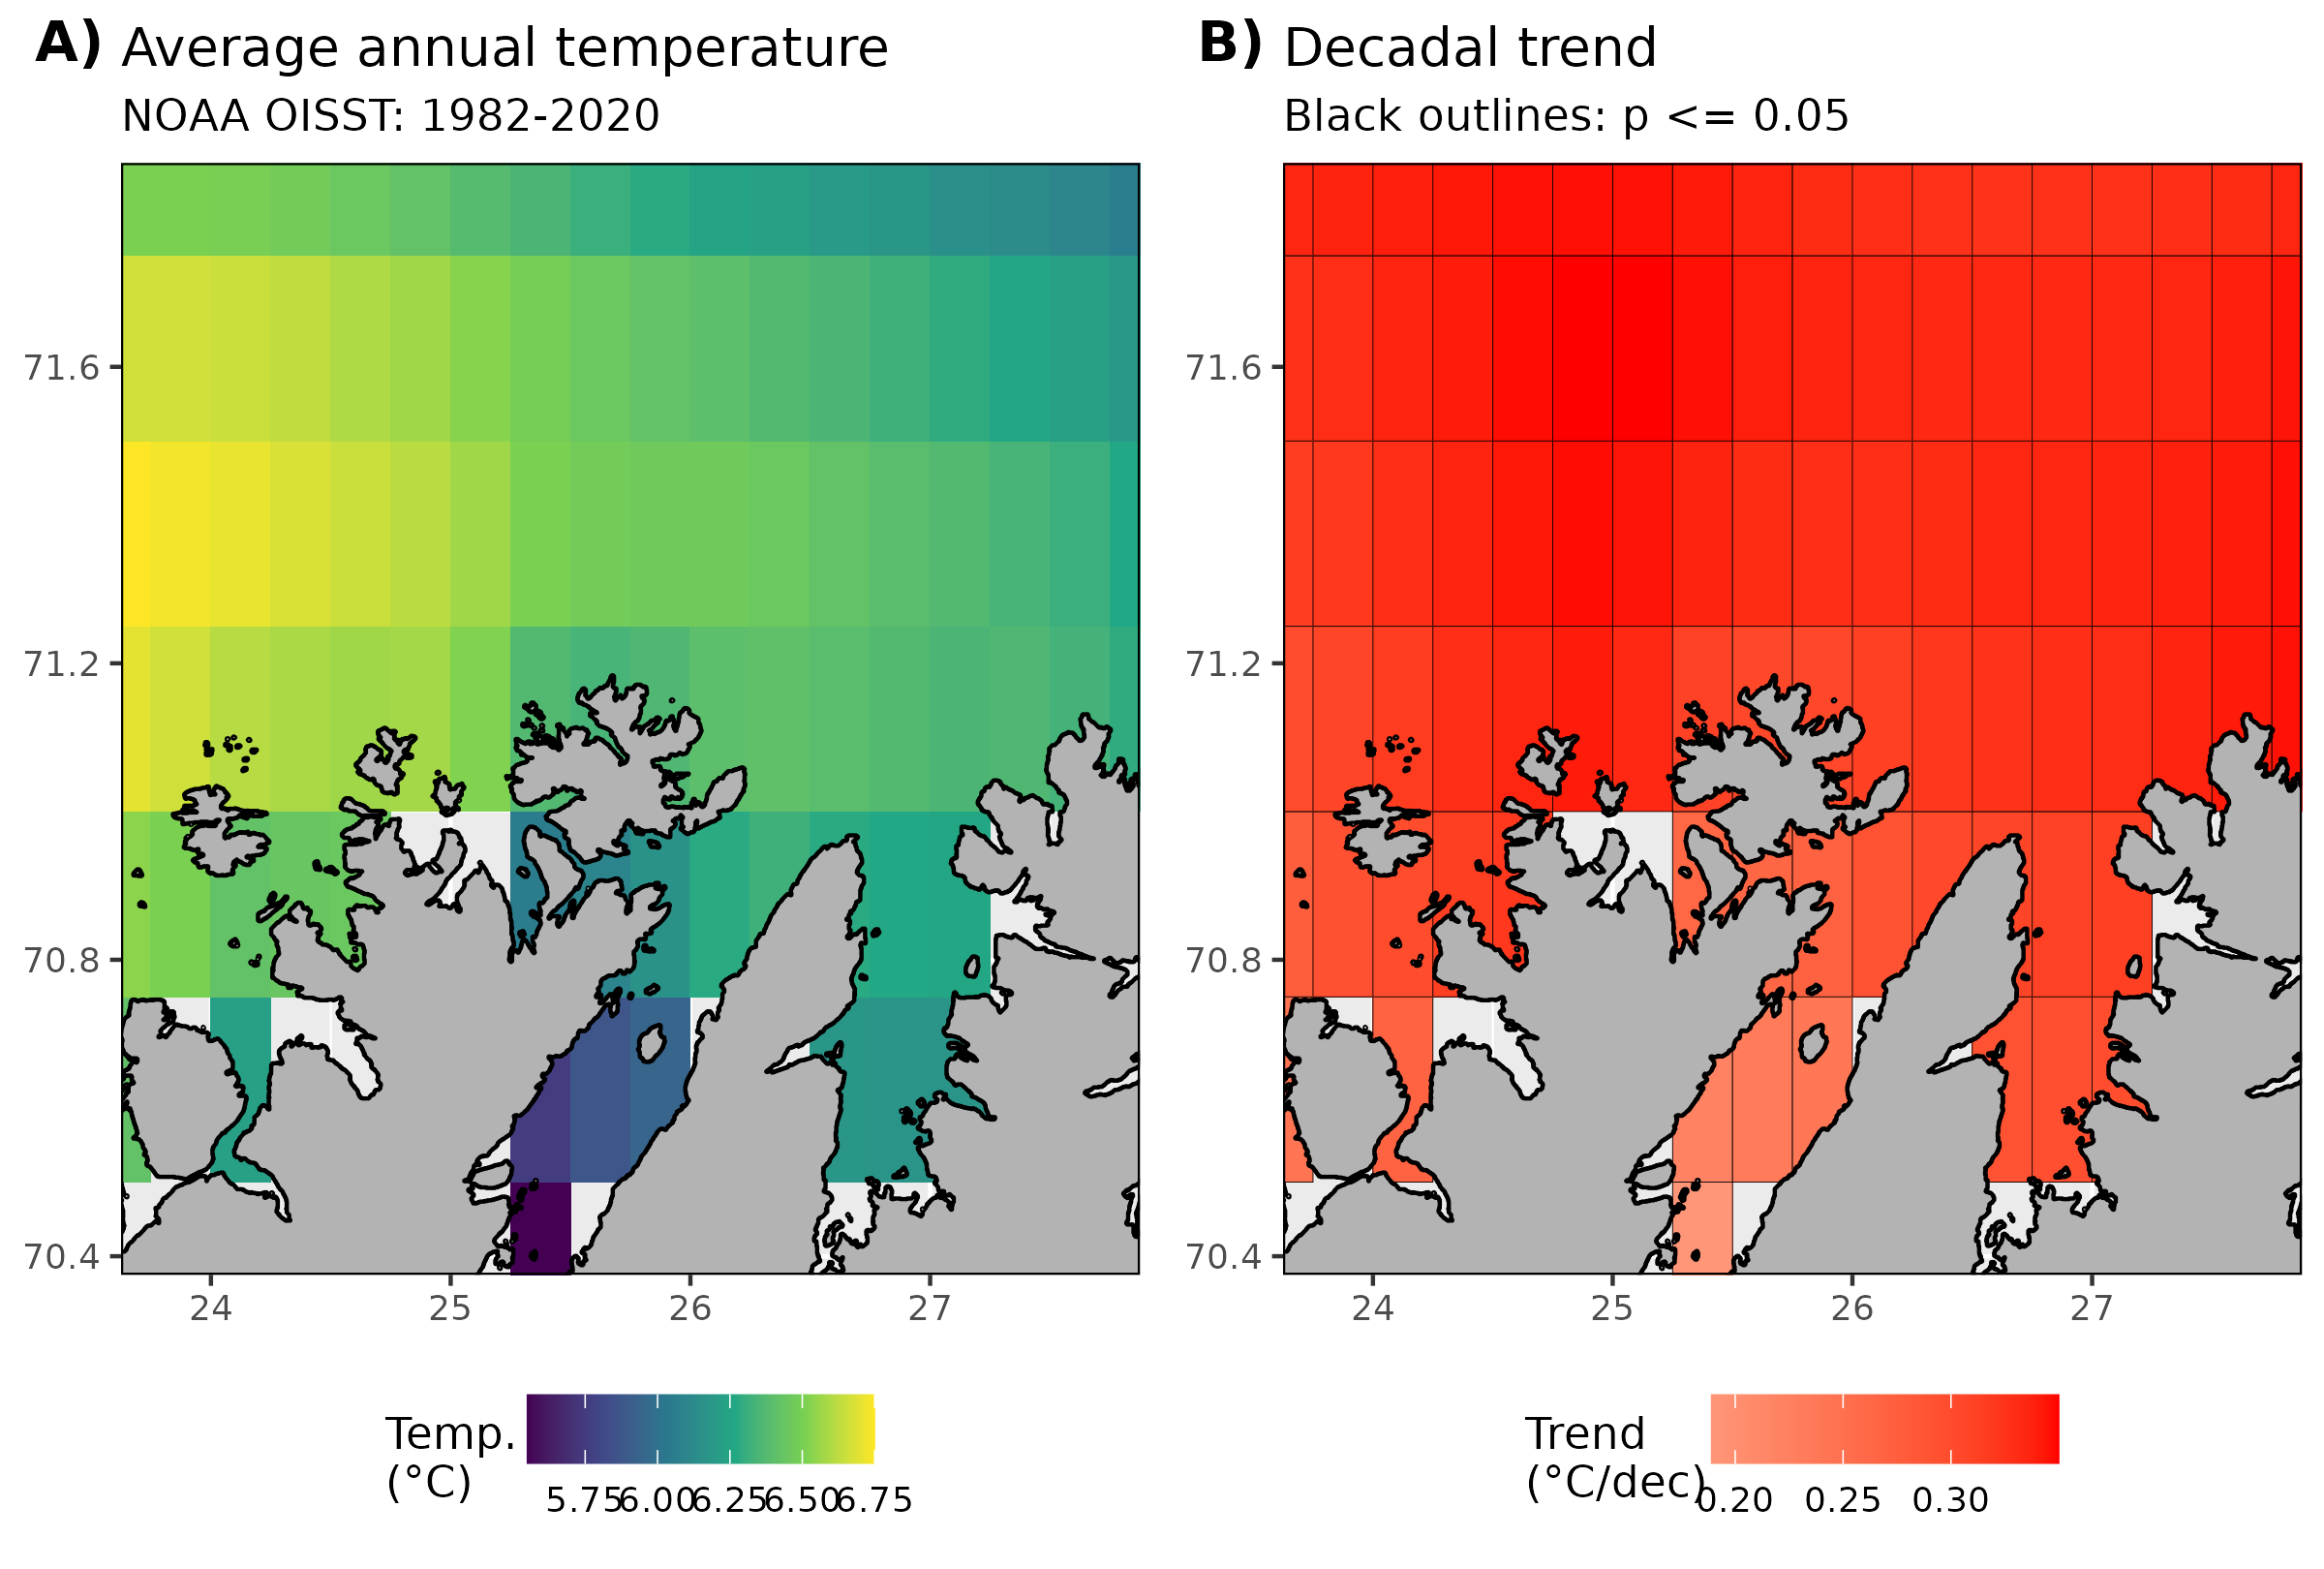 A) Average annual temperature
NOAA OISST: 1982-2020
71.6
71.2
70.8
70.4
24 25 26 27
Temp.
(°C)
5.75 6.00 6.25 6.50 6.75
B) Decadal trend
Black outlines: p <= 0.05
71.6
71.2
70.8
70.4
24 25 26 27
Trend
(°C/dec)
0.20 0.25 0.30